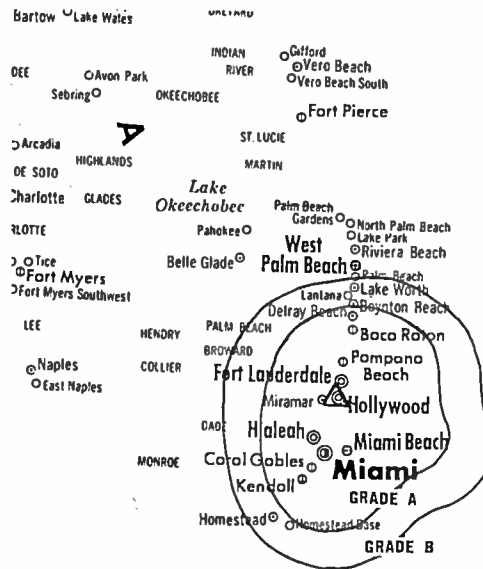 Bartow Lake Wales
BREVARD
INDIAN
RIVER
Gifford
Vero Beach
Vero Beach South
DEE
Avon Park
Sebring
OKEECHOBEE
Fort Pierce
ST. LUCIE
Arcadia
HIGHLANDS
MARTIN
DE SOTO
Charlotte
GLADES
Lake
Okeechobee
Palm Beach
Gardens
North Palm Beach
RLOTTE
Pahokee
Lake Park
West
Palm Beach
Riviera Beach
Tice
Belle Glade
Fort Myers
Palm Beach
Fort Myers Southwest
Lantana
Lake Worth
Boynton Beach
Delray Beach
LEE
HENDRY
PALM BEACH
Boca Raton
BROWARD
Naples
COLLIER
Pompano
Beach
East Naples
Fort Lauderdale
Miramar
Hollywood
DADE
Hialeah
Miami Beach
MONROE
Coral Gables
Miami
Kendall
GRADE A
Homestead
Homestead Base
GRADE B